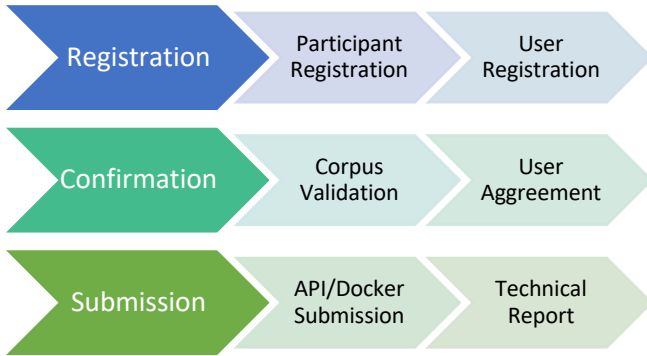 Registration
Participant
Registration
User
Registration
Confirmation
Corpus
Validation
User
Aggreement
Submission
API/Docker
Submission
Technical
Report